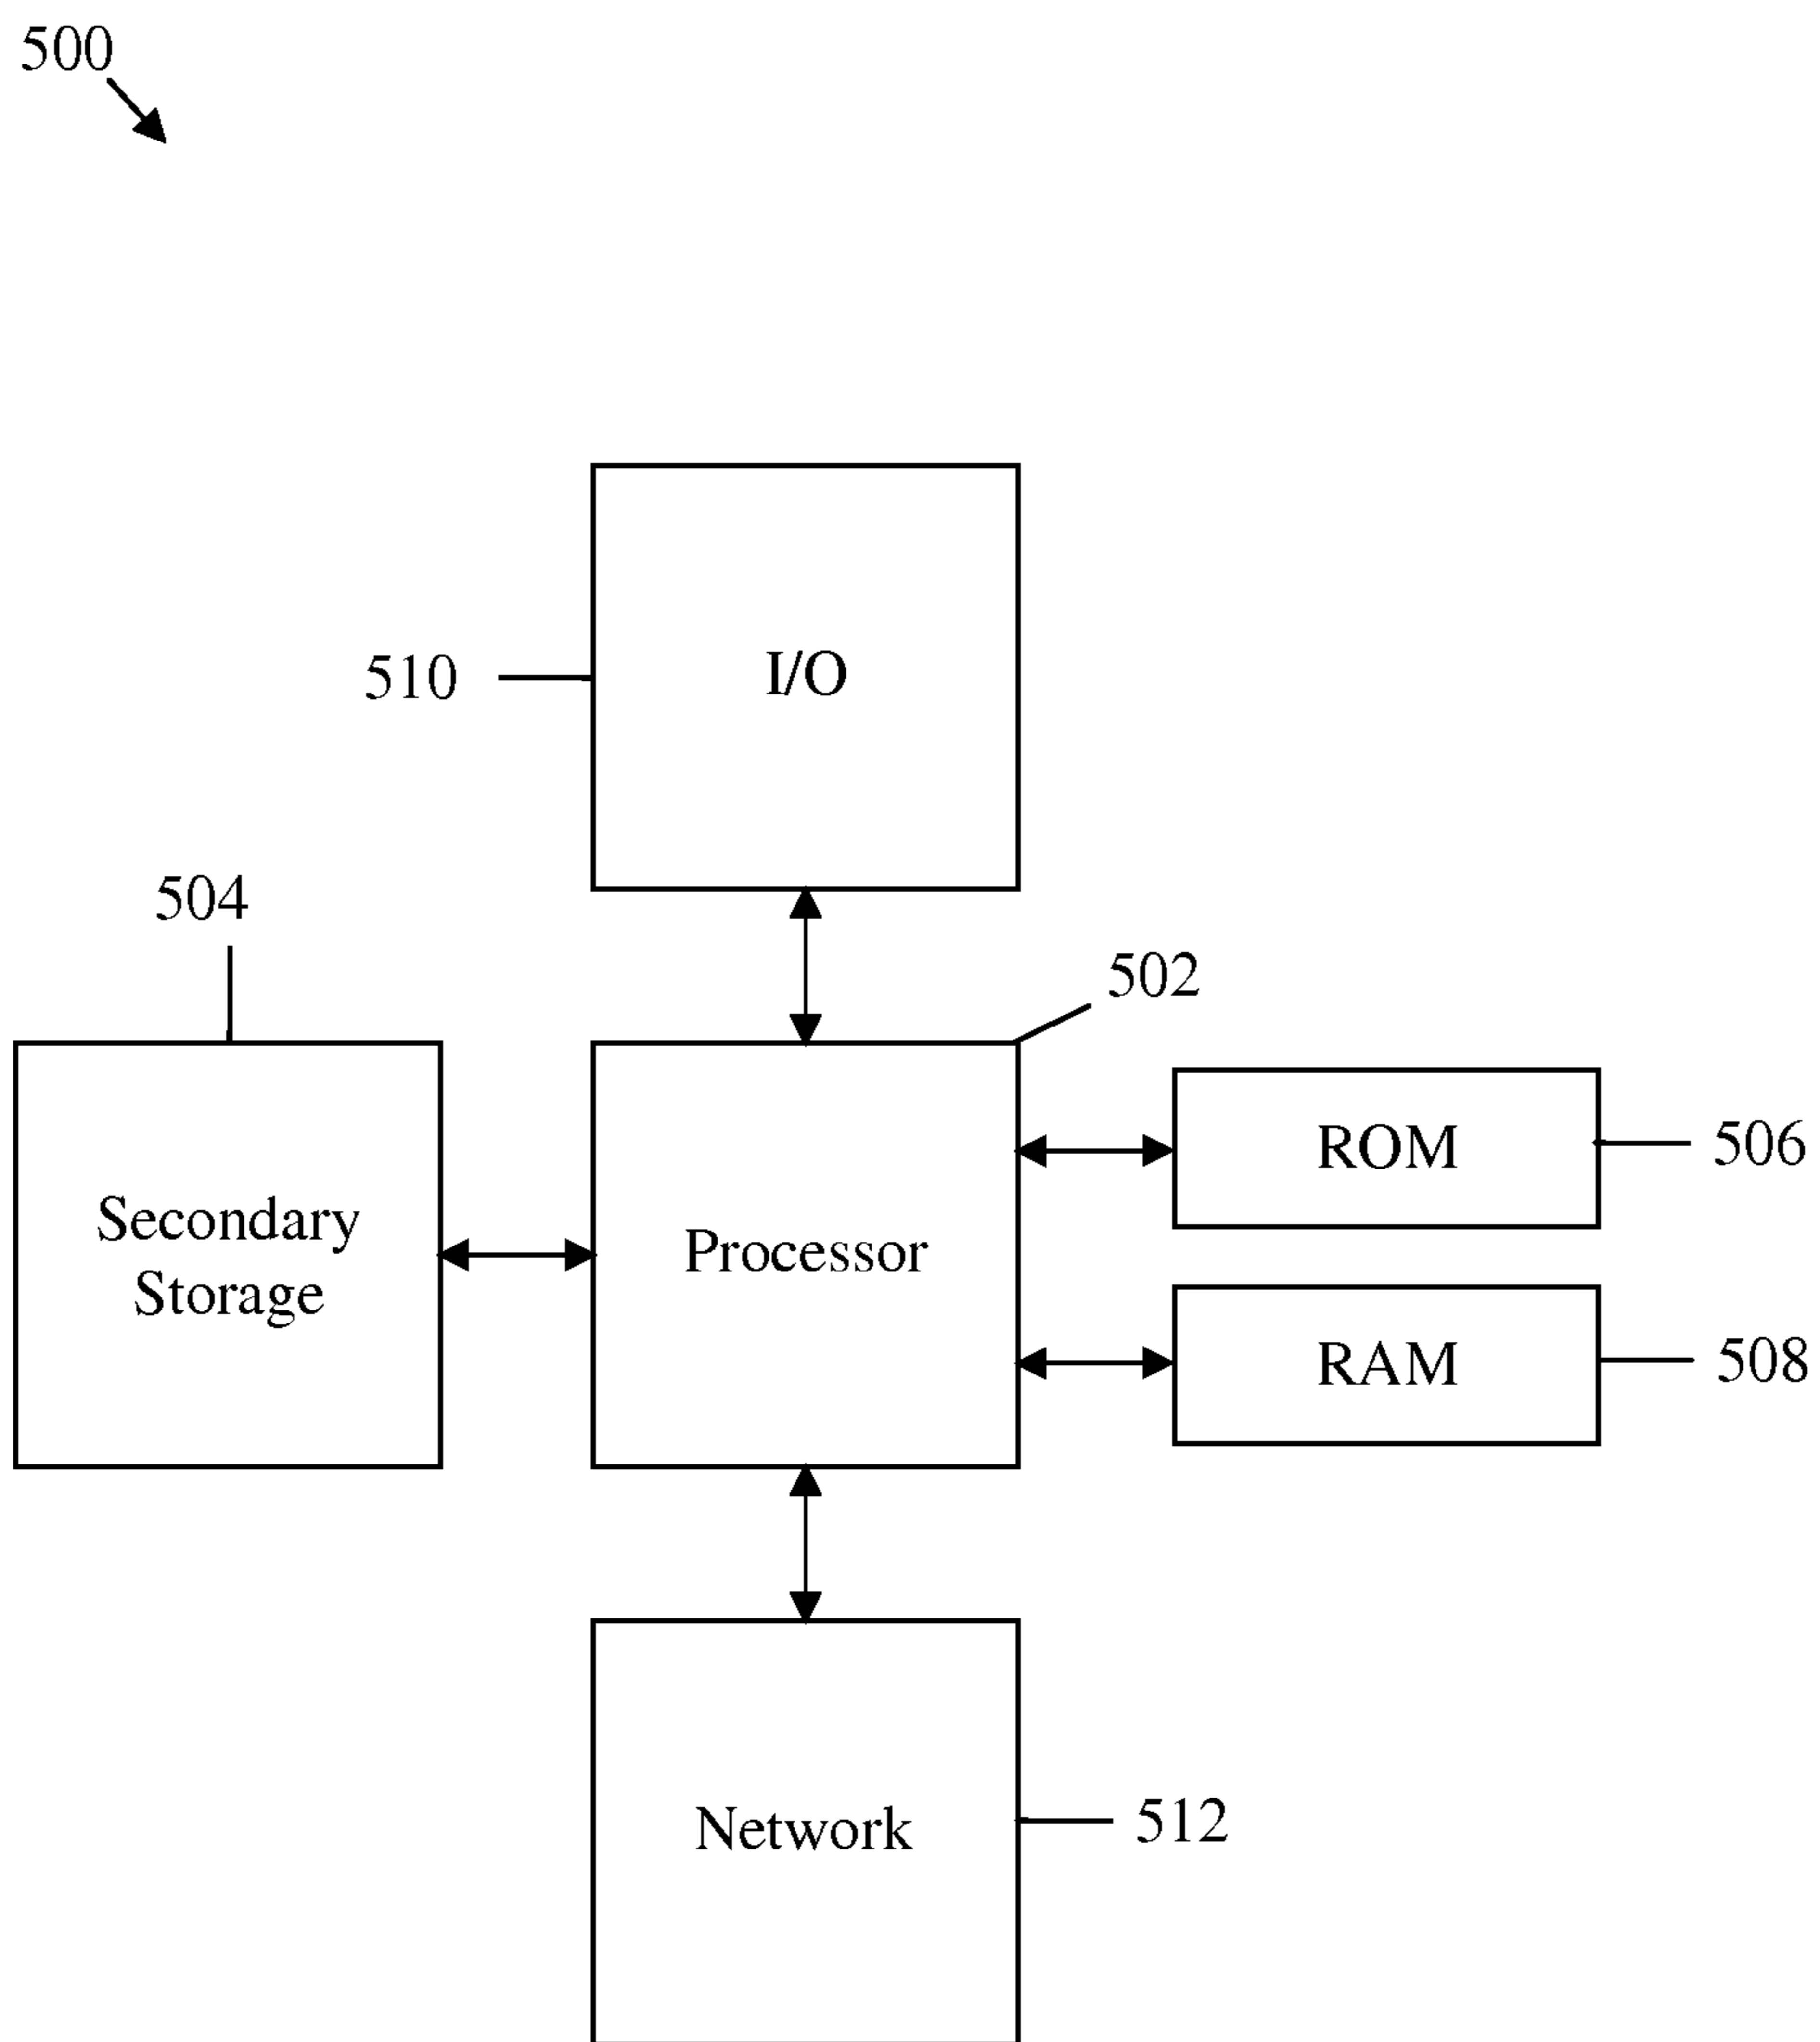 500
I/O
510
504
502
ROM
506
Secondary
Storage
Processor
RAM
508
Network
512